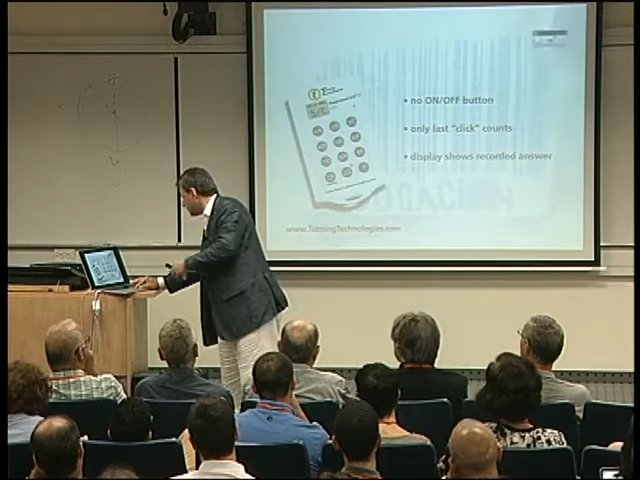 • no ON/OFF button
• only last "click" counts
• display shows recorded answer
www.TurningTechnologies.com